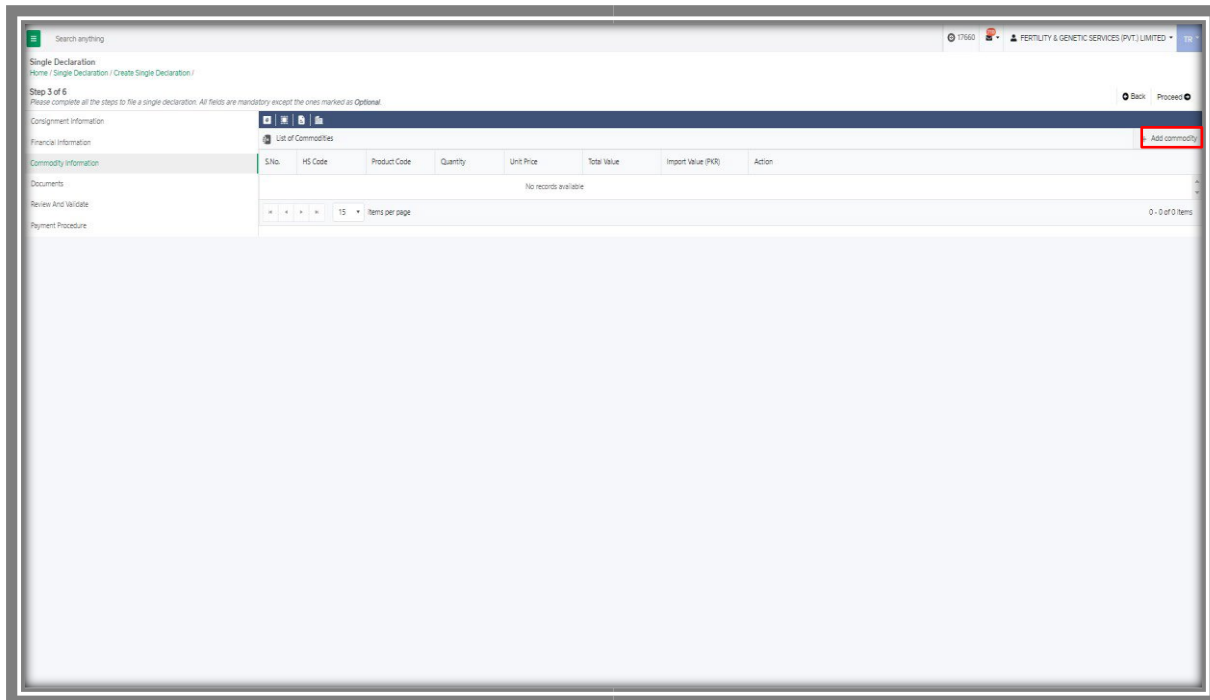 Search anything
17660
FERTILITY & GENETIC SERVICES (PVT.) LIMITED
TB
Single Declaration
Home / Single Declaration / Create Single Declaration /
Step 3 of 6
Please complete all the steps to file a single declaration. All fields are mandatory except the ones marked as Optional.
Back Proceed
Consignment Information
Financial Information
Commodity Information
Documents
Review And Validate
Payment Procedure
List of Commodities
+ Add commodity
S.No. HS Code Product Code Quantity Unit Price Total Value Import Value (PKR) Action
No records available
15 items per page
0 - 0 of 0 items